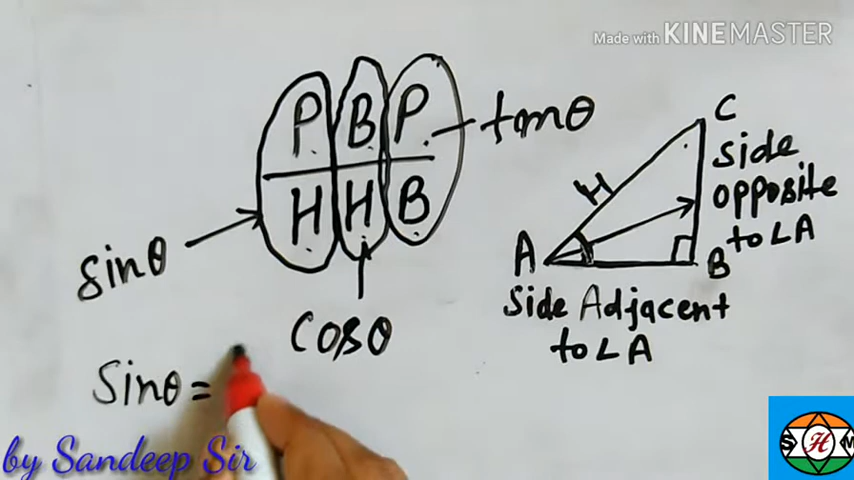 Made with KINEMASTER
P B P
H H B
tanθ
sinθ
cosθ
Sinθ =
C
H
Side
opposite
to ∠A
A
B
Side Adjacent
to ∠A
by Sandeep Sir
S H M